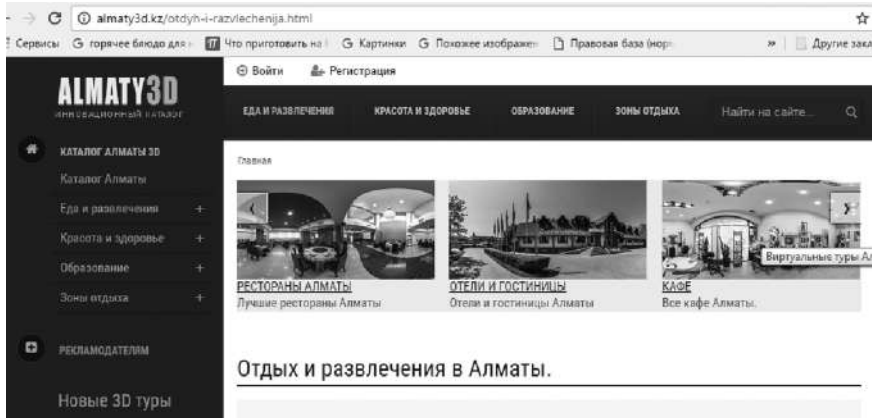 almaty3d.kz/otdyh-i-razvlechenija.html
Сервисы G горячее блюдо для Что приготовить на G Картинки G Похожее изображен Правовая база (норм » Другие закл
Войти Регистрация
ALMATY3D
ИННОВАЦИОННЫЙ КАТАЛОГ
ЕДА И РАЗВЛЕЧЕНИЯ КРАСОТА И ЗДОРОВЬЕ ОБРАЗОВАНИЕ ЗОНЫ ОТДЫХА Найти на сайте...
КАТАЛОГ АЛМАТЫ 3D
Каталог Алматы
Еда и развлечения +
Красота и здоровье +
Образование +
Зоны отдыха +
РЕКЛАМОДАТЕЛЯМ
Новые 3D туры
Главная
Виртуальные туры Ал
РЕСТОРАНЫ АЛМАТЫ
Лучшие рестораны Алматы
ОТЕЛИ И ГОСТИНИЦЫ
Отели и гостиницы Алматы
КАФЕ
Все кафе Алматы.
Отдых и развлечения в Алматы.